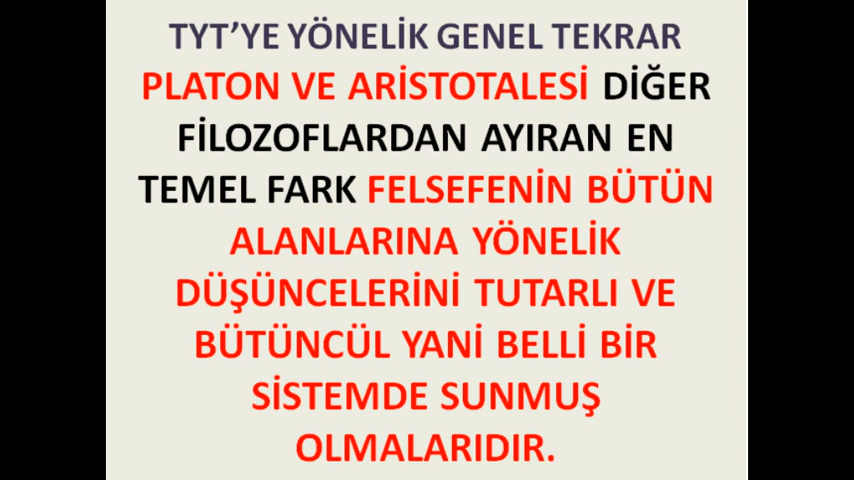 TYT’YE YÖNELİK GENEL TEKRAR
PLATON VE ARİSTOTALESİ DİĞER
FİLOZOFLARDAN AYIRAN EN
TEMEL FARK FELSEFENİN BÜTÜN
ALANLARINA YÖNELİK
DÜŞÜNCELERİNİ TUTARLI VE
BÜTÜNCÜL YANİ BELLİ BİR
SİSTEMDE SUNMUŞ
OLMALARIDIR.